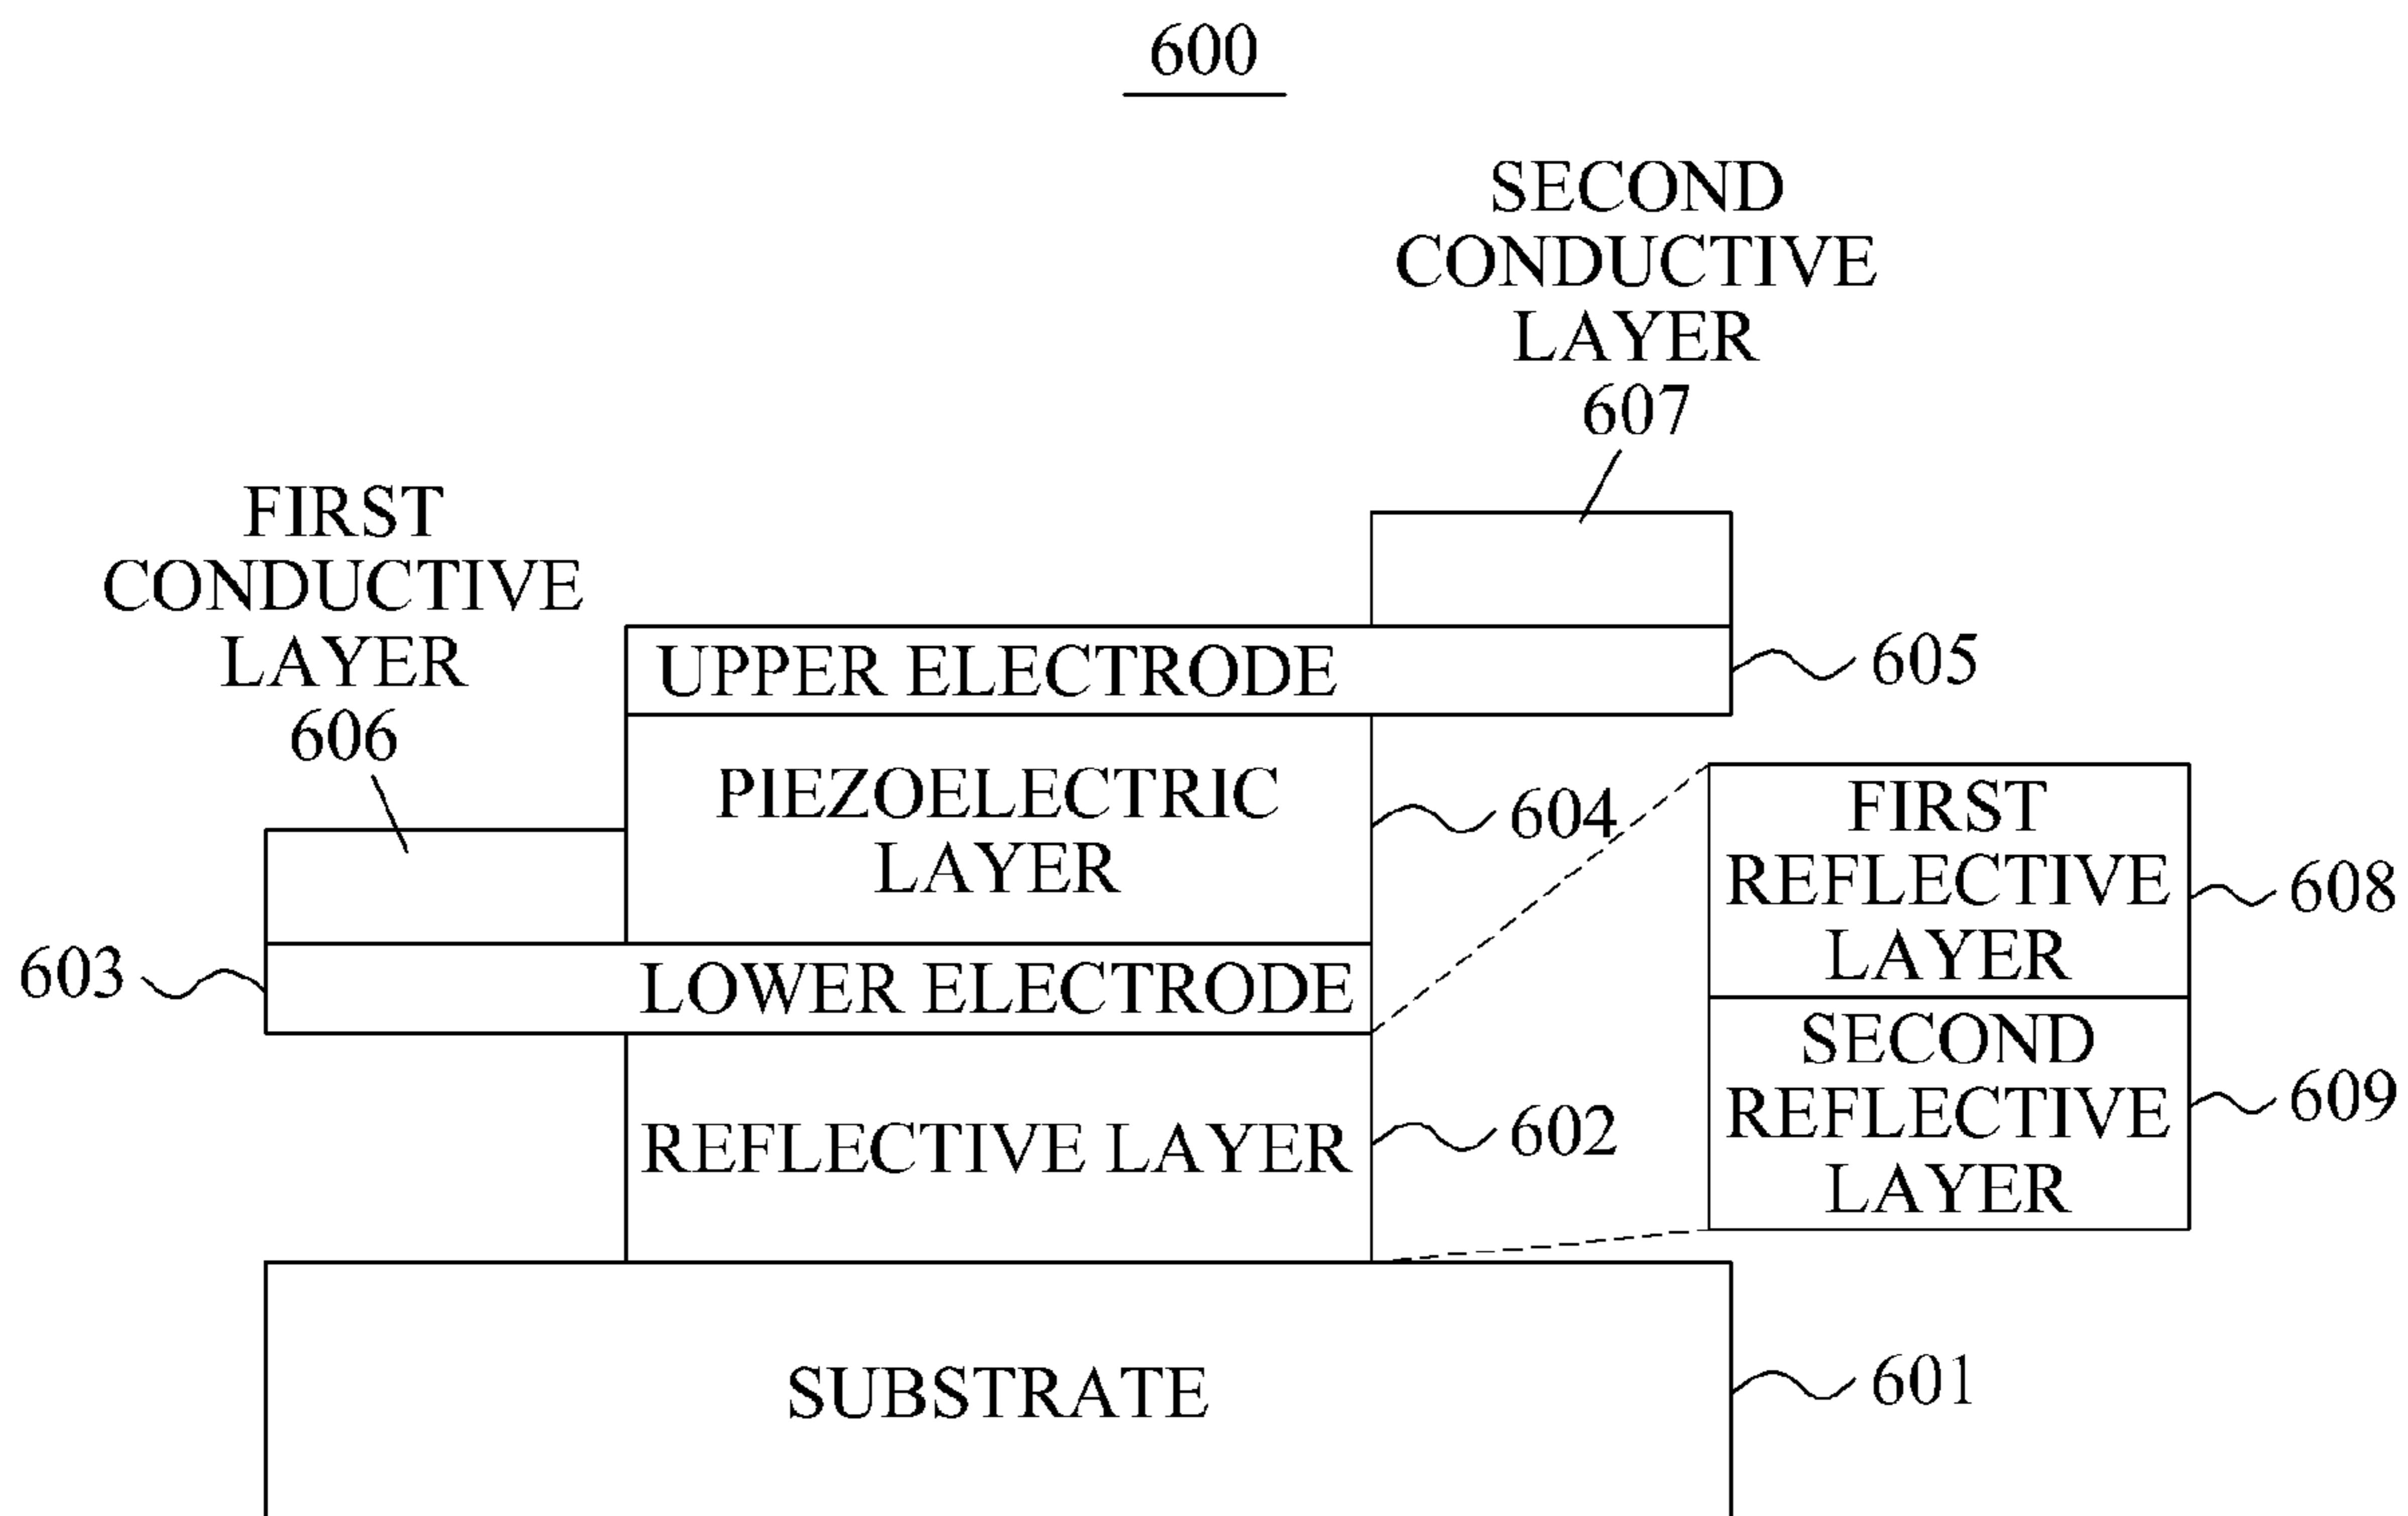 600
SECOND
CONDUCTIVE
LAYER
607
FIRST
CONDUCTIVE
LAYER
606
UPPER ELECTRODE
605
PIEZOELECTRIC
LAYER
604
603
LOWER ELECTRODE
FIRST
REFLECTIVE
LAYER
608
SECOND
REFLECTIVE
LAYER
609
REFLECTIVE LAYER
602
SUBSTRATE
601